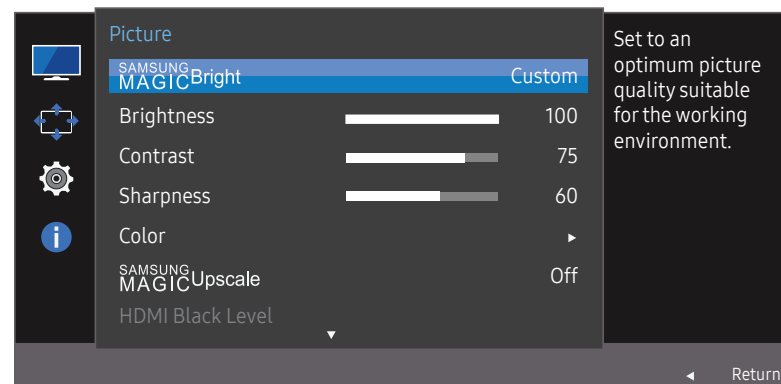 Picture
SAMSUNG MAGIC Bright Custom
Brightness 100
Contrast 75
Sharpness 60
Color ►
SAMSUNG MAGIC Upscale Off
HDMI Black Level
▼
Set to an
optimum picture
quality suitable
for the working
environment.
i
◄ Return